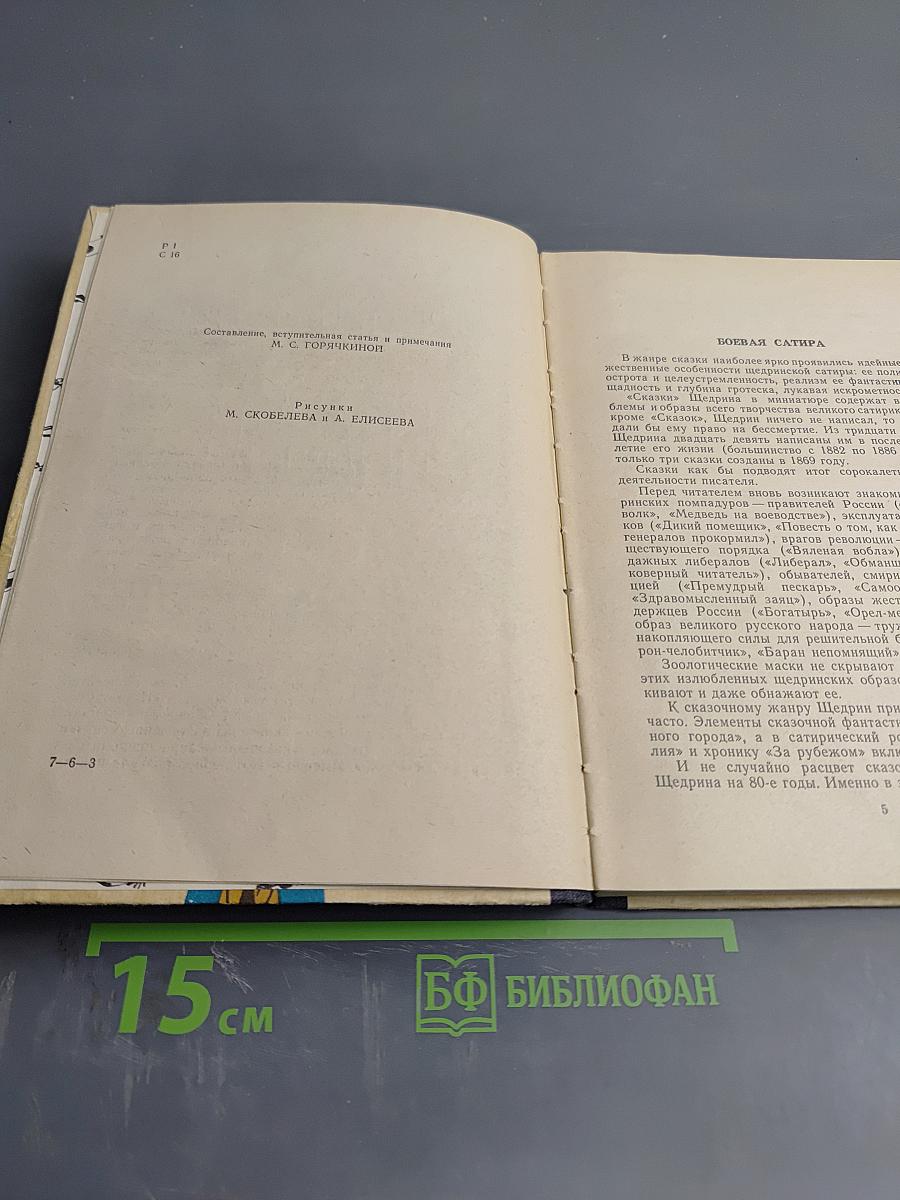 Р 1
С 16
Составление, вступительная статья и примечания
М. С. ГОРЯЧКИНОЙ
Рисунки
М. СКОБЕЛЕВА и А. ЕЛИСЕЕВА
7—6—3
БОЕВАЯ САТИРА
В жанре сказки наиболее ярко проявились идейные
жественные особенности щедринской сатиры: ее поли
острота и целеустремленность, реализм ее фантасти
щадность и глубина гротеска, лукавая искрометнос
«Сказки» Щедрина в миниатюре содержат в
блемы и образы всего творчества великого сатирик
кроме «Сказок», Щедрин ничего не написал, то
дали бы ему право на бессмертие. Из тридцати
Щедрина двадцать девять написаны им в после
летие его жизни (большинство с 1882 по 1886
только три сказки созданы в 1869 году.
Сказки как бы подводят итог сорокалет
деятельности писателя.
Перед читателем вновь возникают знаком
ринских помпадуров — правителей России (
волк», «Медведь на воеводстве»), эксплуата
ков («Дикий помещик», «Повесть о том, как
генералов прокормил»), врагов революции —
ществующего порядка («Вяленая вобла»)
дажных либералов («Либерал», «Обманщ
коверный читатель»), обывателей, смири
цией («Премудрый пескарь», «Самоо
«Здравомысленный заяц»), образы жест
держцев России («Богатырь», «Орел-ме
образ великого русского народа — труж
накопляющего силы для решительной б
рон-челобитчик», «Баран непомнящий»
Зоологические маски не скрывают
этих излюбленных щедринских образо
кивают и даже обнажают ее.
К сказочному жанру Щедрин при
часто. Элементы сказочной фантасти
ного города», а в сатирический ро
лия» и хронику «За рубежом» вклю
И не случайно расцвет сказо
Щедрина на 80-е годы. Именно в э
5
15 см
БФ БИБЛИОФАН